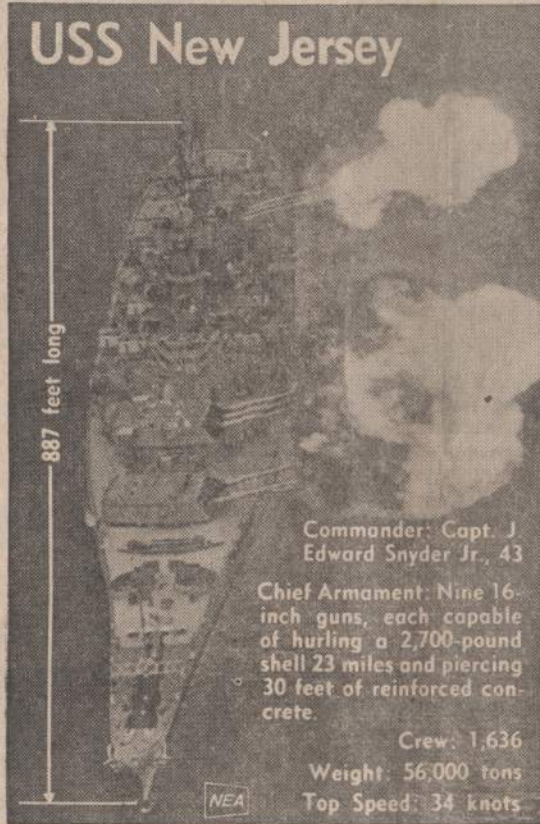 USS New Jersey
887 feet long
Commander: Capt. J.
Edward Snyder Jr., 43
Chief Armament: Nine 16-
inch guns, each capable
of hurling a 2,700-pound
shell 23 miles and piercing
30 feet of reinforced con-
crete.
Crew: 1,636
Weight: 56,000 tons
Top Speed: 34 knots
NEA